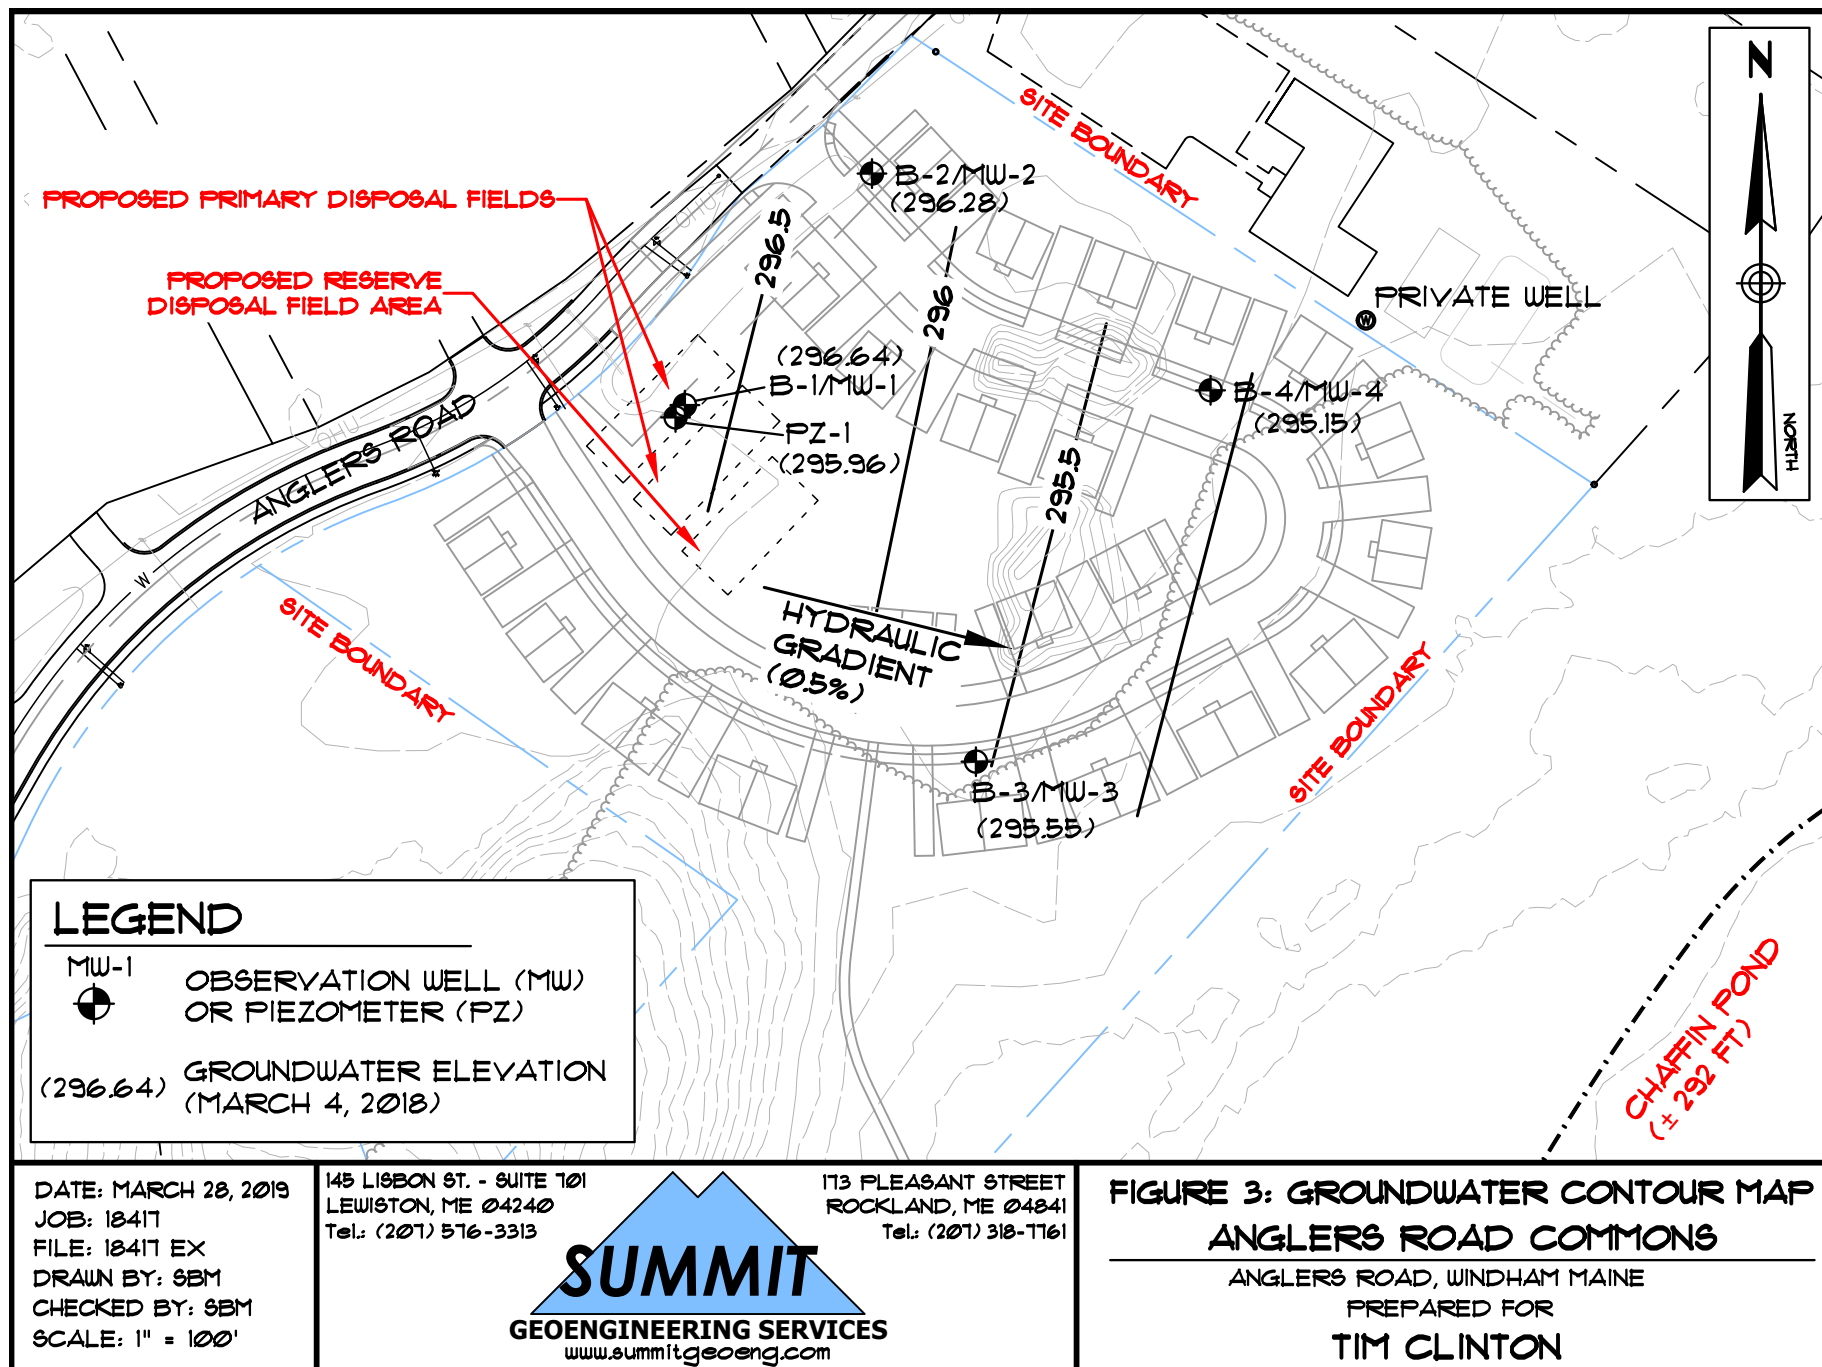 N
NORTH
SITE BOUNDARY
B-2/MW-2
(296.28)
PROPOSED PRIMARY DISPOSAL FIELDS
OHU
296.5
PROPOSED RESERVE
DISPOSAL FIELD AREA
296
PRIVATE WELL
W
(296.64)
B-1/MW-1
B-4/MW-4
(295.15)
PZ-1
(295.96)
OHU
ANGLERS ROAD
295.5
W
SITE BOUNDARY
HYDRAULIC
GRADIENT
(0.5%)
SITE BOUNDARY
B-3/MW-3
(295.55)
CHAFFIN POND
(± 292 FT)
LEGEND
MW-1
OBSERVATION WELL (MW)
OR PIEZOMETER (PZ)
(296.64)
GROUNDWATER ELEVATION
(MARCH 4, 2018)
DATE: MARCH 28, 2019
JOB: 18417
FILE: 18417 EX
DRAWN BY: SBM
CHECKED BY: SBM
SCALE: 1" = 100'
145 LISBON ST. - SUITE 701
LEWISTON, ME 04240
Tel.: (207) 576-3313
173 PLEASANT STREET
ROCKLAND, ME 04841
Tel.: (207) 318-7761
SUMMIT
GEOENGINEERING SERVICES
www.summitgeoeng.com
FIGURE 3: GROUNDWATER CONTOUR MAP
ANGLERS ROAD COMMONS
ANGLERS ROAD, WINDHAM MAINE
PREPARED FOR
TIM CLINTON